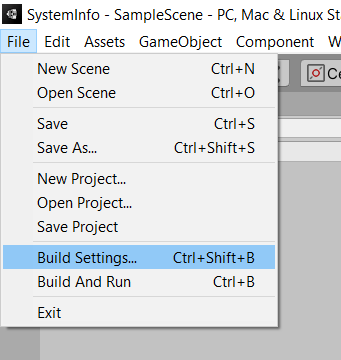 SystemInfo - SampleScene - PC, Mac & Linux St
File Edit Assets GameObject Component W
New Scene Ctrl+N
Open Scene Ctrl+O
Ce
Save Ctrl+S
Save As... Ctrl+Shift+S
New Project...
Open Project...
Save Project
Build Settings... Ctrl+Shift+B
Build And Run Ctrl+B
Exit